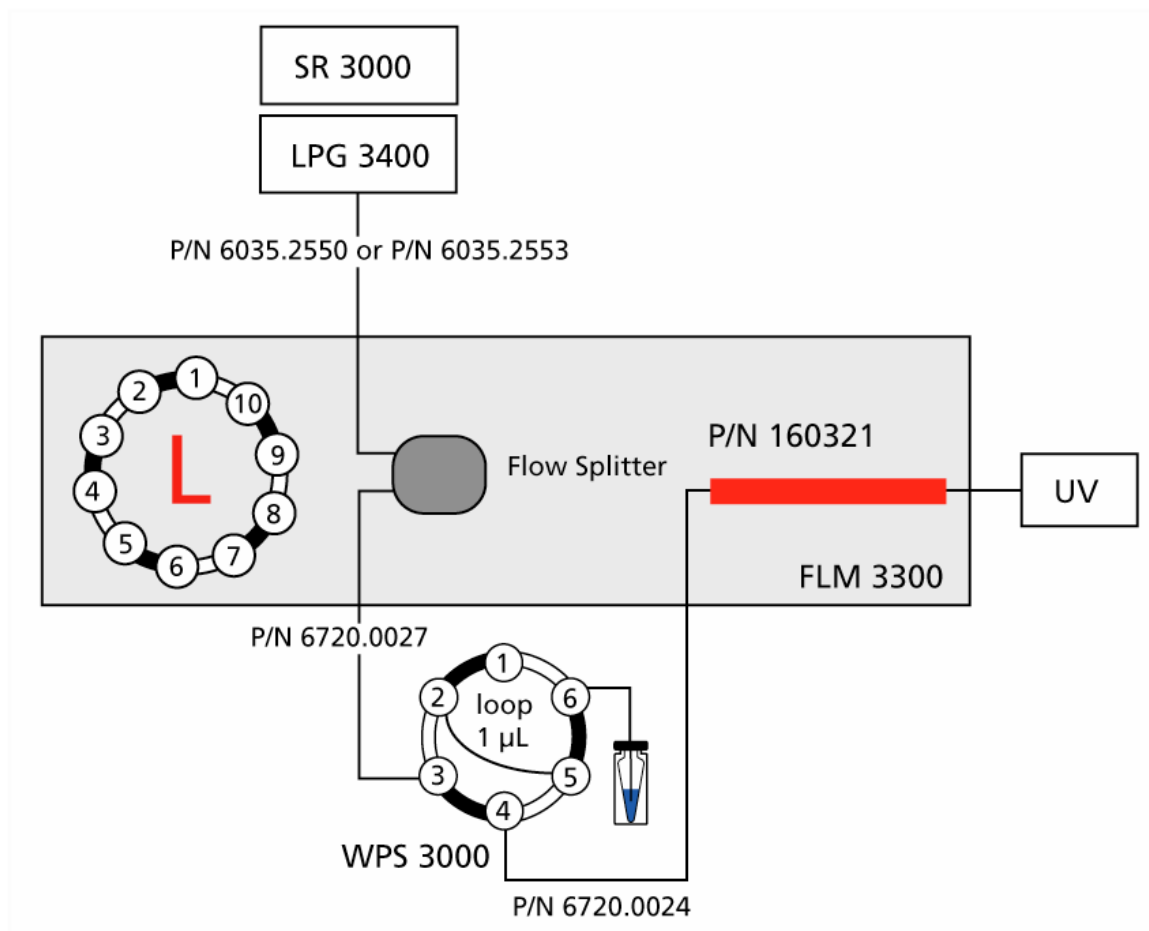 SR 3000
LPG 3400
P/N 6035.2550 or P/N 6035.2553
1
2
10
3
9
L
4
8
5
7
6
Flow Splitter
P/N 160321
UV
FLM 3300
P/N 6720.0027
1
2
6
loop
1 µL
3
5
4
WPS 3000
P/N 6720.0024